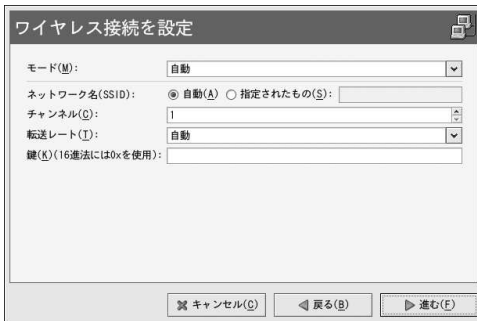 ワイヤレス接続を設定
モード(M): 自動
ネットワーク名(SSID): 自動(A) 指定されたもの(S):
チャンネル(C): 1
転送レート(T): 自動
鍵(K)(16進法には0xを使用):
キャンセル(C) 戻る(B) 進む(F)